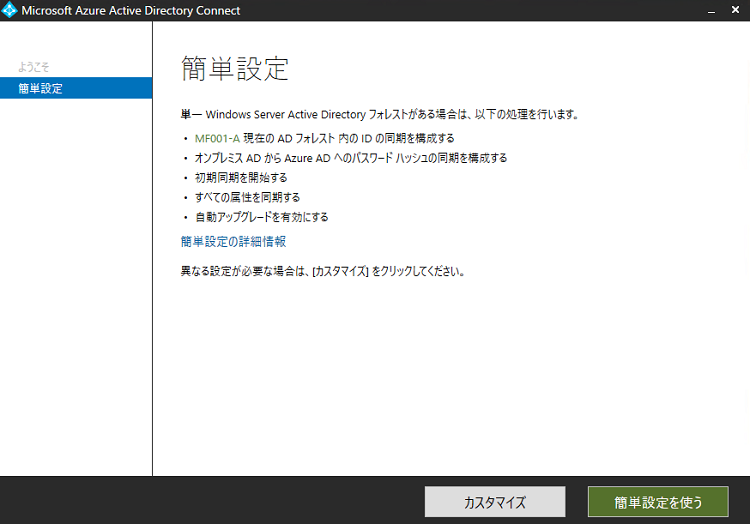 Microsoft Azure Active Directory Connect
ようこそ
簡単設定
簡単設定
単一 Windows Server Active Directory フォレストがある場合は、以下の処理を行います。
• MF001-A 現在の AD フォレスト 内の ID の同期を構成する
• オンプレミス AD から Azure AD へのパスワード ハッシュの同期を構成する
• 初期同期を開始する
• すべての属性を同期する
• 自動アップグレードを有効にする
簡単設定の詳細情報
異なる設定が必要な場合は、[カスタマイズ] をクリックしてください。
カスタマイズ
簡単設定を使う